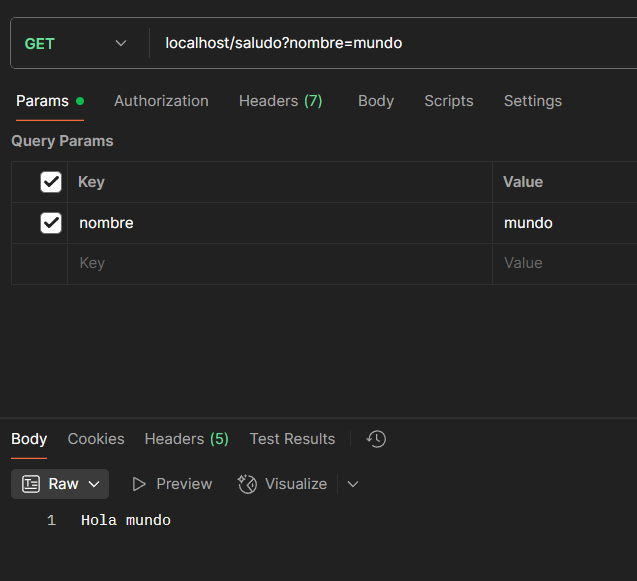 GET localhost/saludo?nombre=mundo
Params Authorization Headers (7) Body Scripts Settings
Query Params
Key Value
nombre mundo
Key Value
Body Cookies Headers (5) Test Results
Raw Preview Visualize
1 Hola mundo